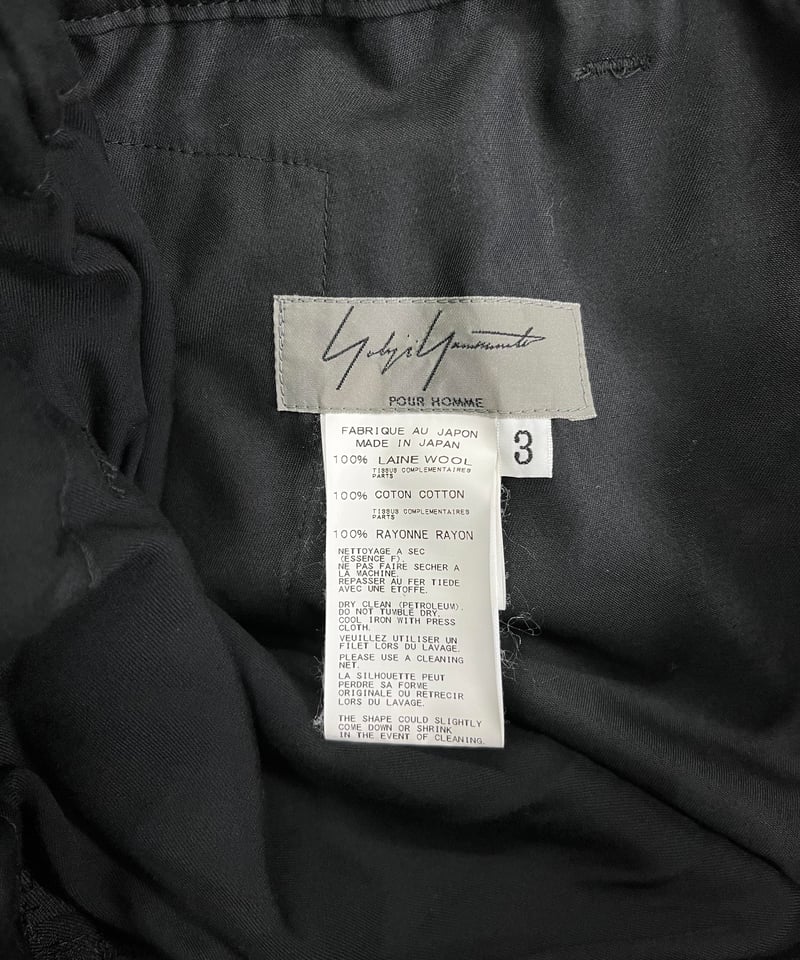 Yohji Yamamoto
POUR HOMME
3
FABRIQUE AU JAPON
MADE IN JAPAN
100% LAINE WOOL
TISSUS COMPLEMENTAIRES
PARTS
100% COTON COTTON
TISSUS COMPLEMENTAIRES
PARTS
100% RAYONNE RAYON
NETTOYAGE A SEC
(ESSENCE F).
NE PAS FAIRE SECHER A
LA MACHINE.
REPASSER AU FER TIEDE
AVEC UNE ETOFFE.
DRY CLEAN (PETROLEUM).
DO NOT TUMBLE DRY.
COOL IRON WITH PRESS
CLOTH.
VEUILLEZ UTILISER UN
FILET LORS DU LAVAGE.
PLEASE USE A CLEANING
NET.
LA SILHOUETTE PEUT
PERDRE SA FORME
ORIGINALE OU RETRECIR
LORS DU LAVAGE.
THE SHAPE COULD SLIGHTLY
COME DOWN OR SHRINK
IN THE EVENT OF CLEANING.